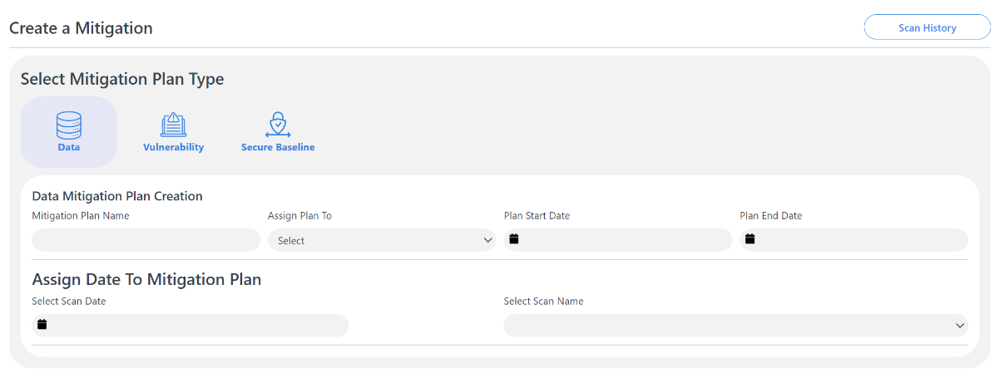 Create a Mitigation
Scan History
Select Mitigation Plan Type
Data
Vulnerability
Secure Baseline
Data Mitigation Plan Creation
Mitigation Plan Name
Assign Plan To
Plan Start Date
Plan End Date
Select
Assign Date To Mitigation Plan
Select Scan Date
Select Scan Name